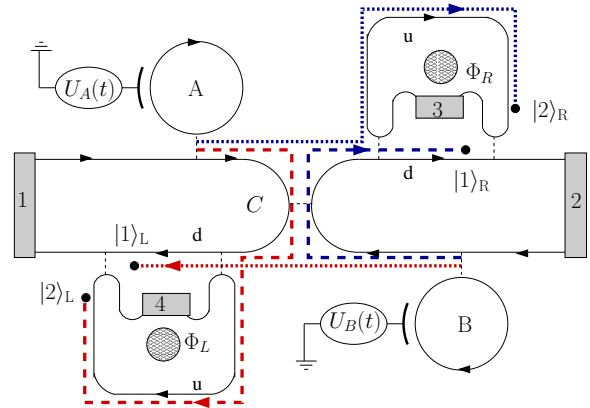 u
A
U_A(t)
Φ_R
3
|2⟩_R
1
|1⟩_R
d
C
2
|1⟩_L
d
|2⟩_L
4
U_B(t)
B
Φ_L
u